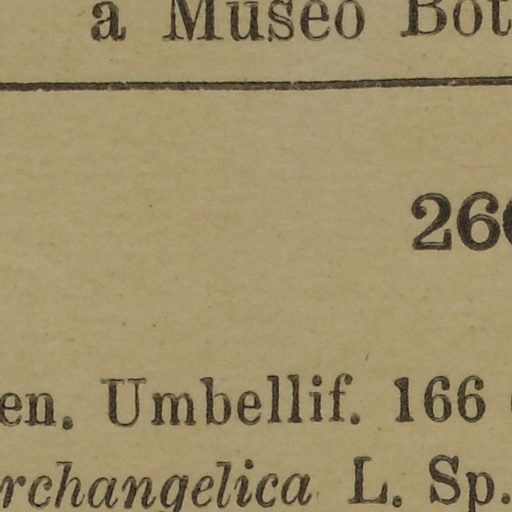 a Museo Bot
26
en. Umbellif. 166
rchangelica L. Sp.